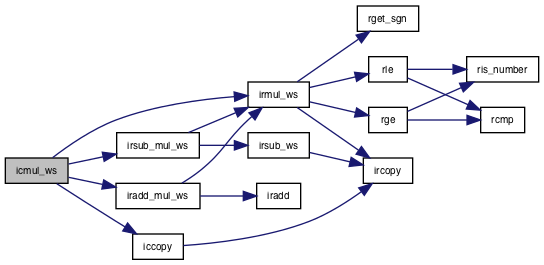 rget_sgn
rle
ris_number
irmul_ws
rge
rcmp
irsub_mul_ws
irsub_ws
icmul_ws
ircopy
iradd_mul_ws
iradd
iccopy